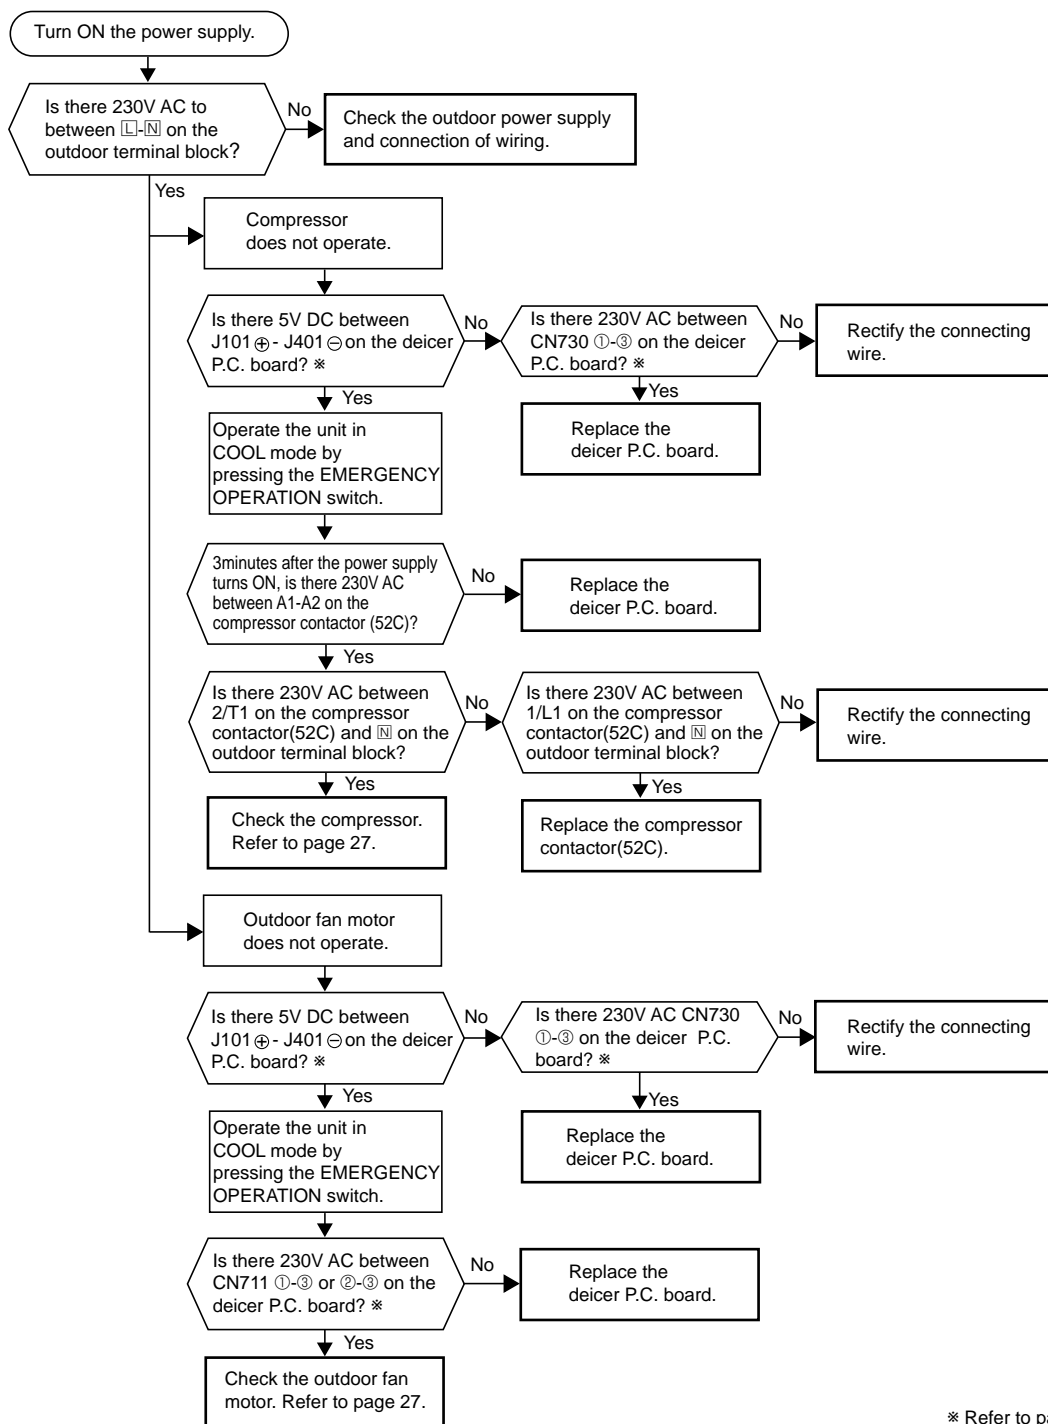 Turn ON the power supply.
Is there 230V AC to
between 🄻-🄽 on the
outdoor terminal block?
No
Check the outdoor power supply
and connection of wiring.
Yes
Compressor
does not operate.
Is there 5V DC between
J101 ⊕ - J401 ⊖ on the deicer
P.C. board? ※
No
Is there 230V AC between
CN730 ①-③ on the deicer
P.C. board? ※
No
Rectify the connecting
wire.
Yes
Yes
Replace the
deicer P.C. board.
Operate the unit in
COOL mode by
pressing the EMERGENCY
OPERATION switch.
3minutes after the power supply
turns ON, is there 230V AC
between A1-A2 on the
compressor contactor (52C)?
No
Replace the
deicer P.C. board.
Yes
Is there 230V AC between
2/T1 on the compressor
contactor(52C) and 🄽 on the
outdoor terminal block?
No
Is there 230V AC between
1/L1 on the compressor
contactor(52C) and 🄽 on the
outdoor terminal block?
No
Rectify the connecting
wire.
Yes
Yes
Check the compressor.
Refer to page 27.
Replace the compressor
contactor(52C).
Outdoor fan motor
does not operate.
Is there 5V DC between
J101 ⊕ - J401 ⊖ on the deicer
P.C. board? ※
No
Is there 230V AC CN730
①-③ on the deicer P.C.
board? ※
No
Rectify the connecting
wire.
Yes
Yes
Replace the
deicer P.C. board.
Operate the unit in
COOL mode by
pressing the EMERGENCY
OPERATION switch.
Is there 230V AC between
CN711 ①-③ or ②-③ on the
deicer P.C. board? ※
No
Replace the
deicer P.C. board.
Yes
Check the outdoor fan
motor. Refer to page 27.
※ Refer to